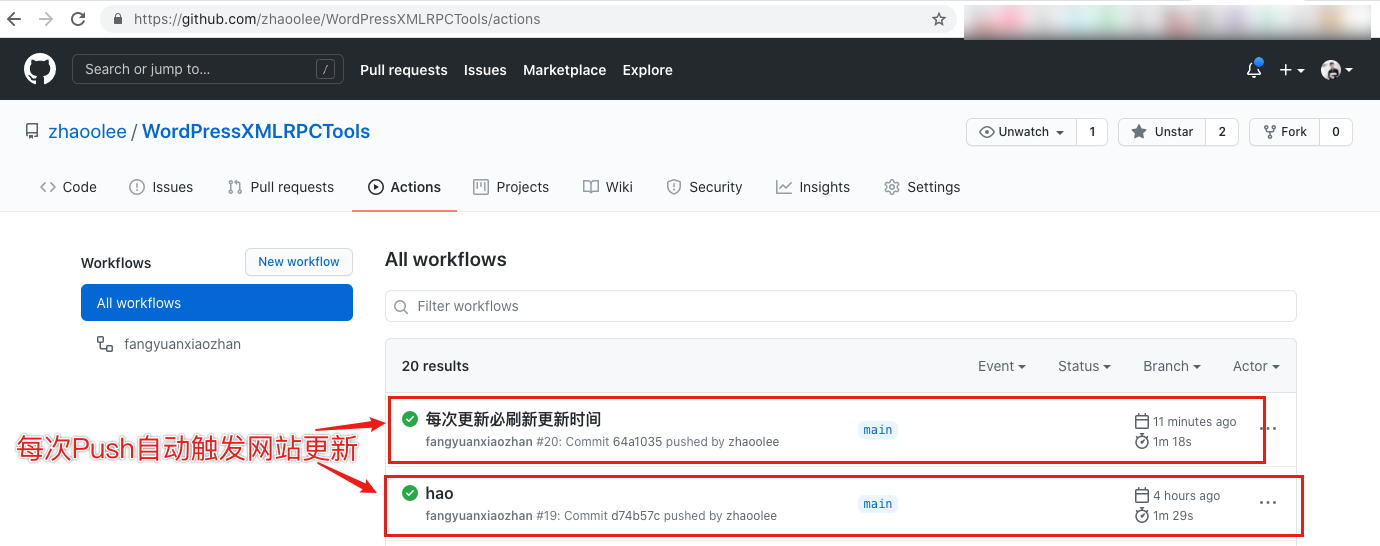 https://github.com/zhaoolee/WordPressXMLRPCTools/actions
Search or jump to… / Pull requests Issues Marketplace Explore
zhaoolee / WordPressXMLRPCTools Unwatch 1 Unstar 2 Fork 0
Code Issues Pull requests Actions Projects Wiki Security Insights Settings
Workflows New workflow
All workflows
fangyuanxiaozhan
All workflows
Filter workflows
20 results Event Status Branch Actor
每次更新必刷新更新时间
fangyuanxiaozhan #20: Commit 64a1035 pushed by zhaoolee
main
11 minutes ago
1m 18s
每次Push自动触发网站更新
hao
fangyuanxiaozhan #19: Commit d74b57c pushed by zhaoolee
main
4 hours ago
1m 29s